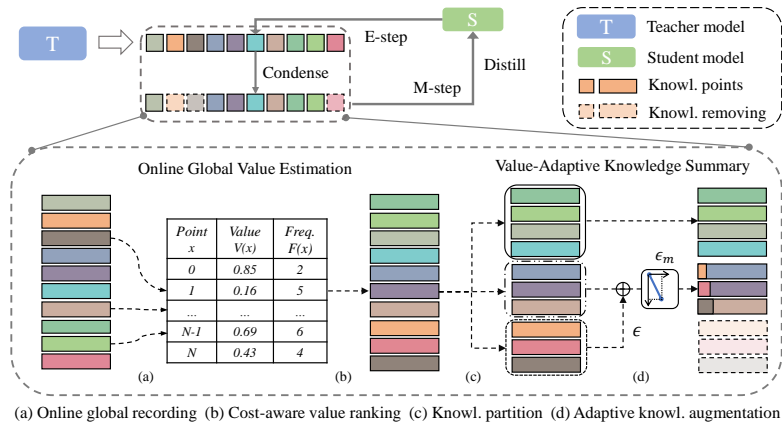 T
E-step
S
Condense
M-step
Distill
T Teacher model
S Student model
Knowl. points
Knowl. removing
Online Global Value Estimation
Value-Adaptive Knowledge Summary
Point x Value V(x) Freq. F(x)
0 0.85 2
1 0.16 5
... ... ...
N-1 0.69 6
N 0.43 4
ϵm
ϵ
(a) (b) (c) (d)
(a) Online global recording (b) Cost-aware value ranking (c) Knowl. partition (d) Adaptive knowl. augmentation